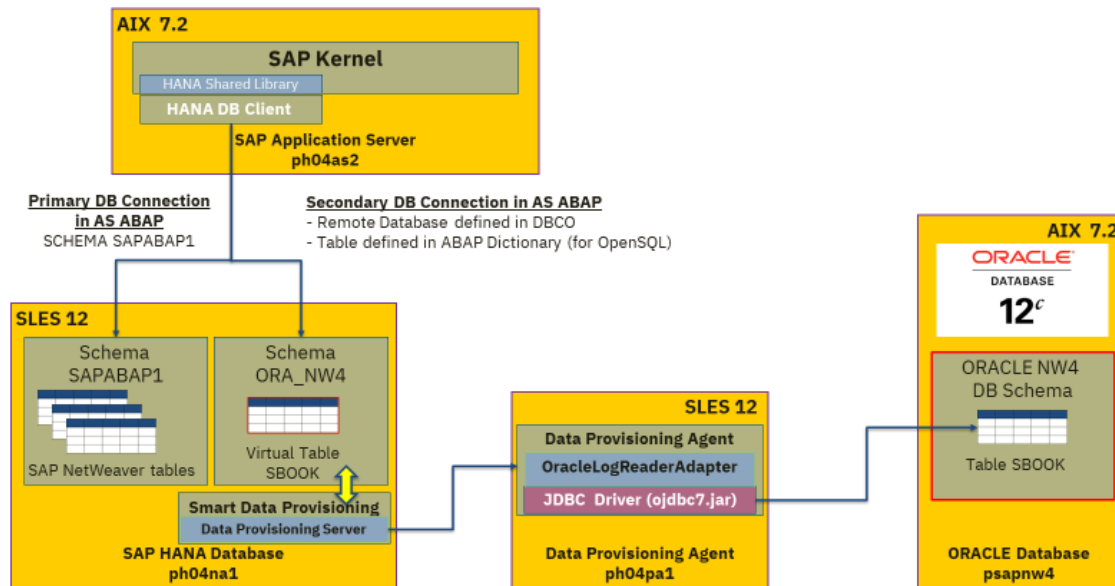 AIX 7.2
SAP Kernel
HANA Shared Library
HANA DB Client
SAP Application Server
ph04as2
Primary DB Connection
in AS ABAP
SCHEMA SAPABAP1
Secondary DB Connection in AS ABAP
- Remote Database defined in DBCO
- Table defined in ABAP Dictionary (for OpenSQL)
SLES 12
Schema
SAPABAP1
SAP NetWeaver tables
Schema
ORA_NW4
Virtual Table
SBOOK
Smart Data Provisioning
Data Provisioning Server
SAP HANA Database
ph04na1
SLES 12
Data Provisioning Agent
OracleLogReaderAdapter
JDBC Driver (ojdbc7.jar)
Data Provisioning Agent
ph04pa1
AIX 7.2
ORACLE
DATABASE
12c
ORACLE NW4
DB Schema
Table SBOOK
ORACLE Database
psapnw4